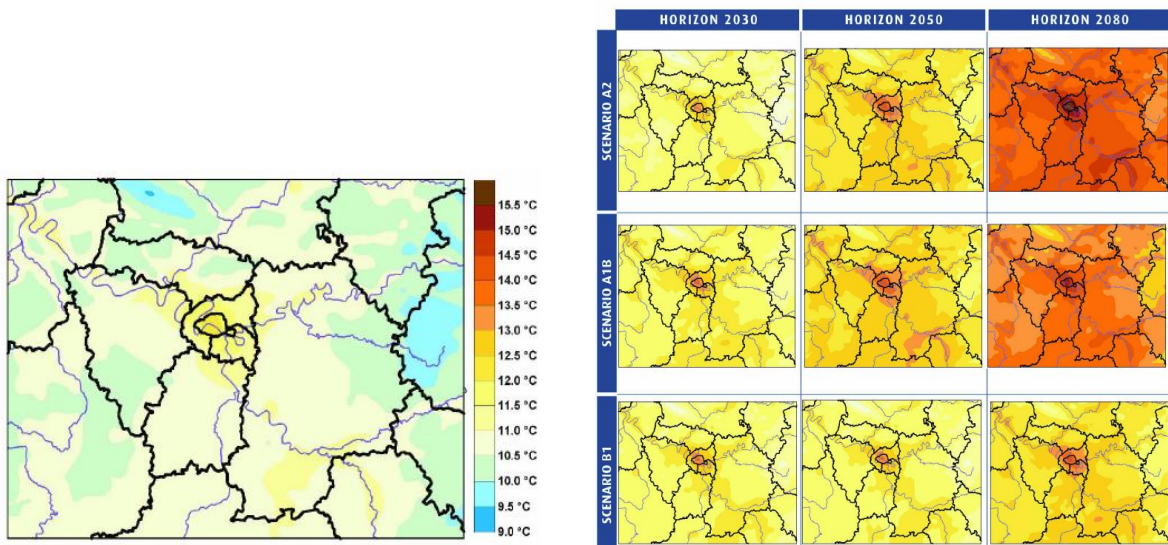 15.5 °C
15.0 °C
14.5 °C
14.0 °C
13.5 °C
13.0 °C
12.5 °C
12.0 °C
11.5 °C
11.0 °C
10.5 °C
10.0 °C
9.5 °C
9.0 °C
HORIZON 2030
HORIZON 2050
HORIZON 2080
SCENARIO A2
SCENARIO A1B
SCENARIO B1